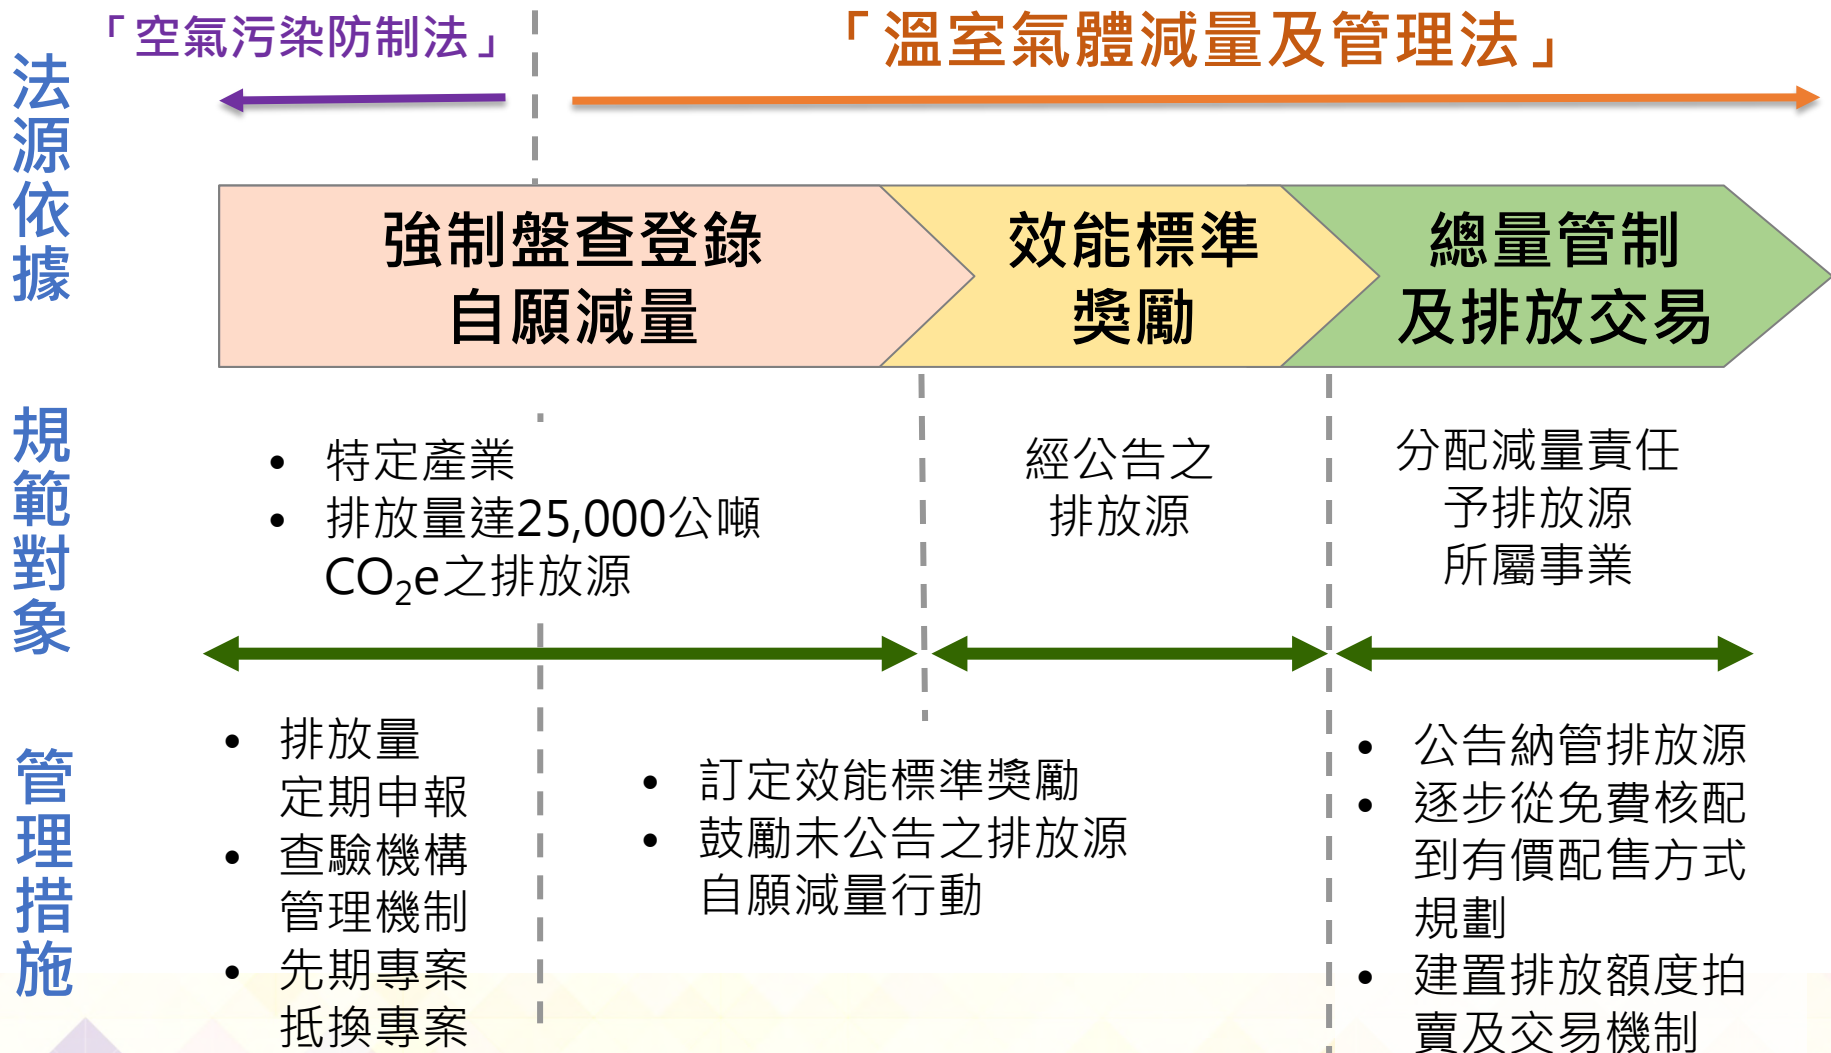 「空氣污染防制法」
「溫室氣體減量及管理法」
法源依據
強制盤查登錄
自願減量
效能標準
獎勵
總量管制
及排放交易
規範對象
• 特定產業
• 排放量達25,000公噸
CO₂e之排放源
經公告之
排放源
分配減量責任
予排放源
所屬事業
管理措施
• 排放量
定期申報
• 查驗機構
管理機制
• 先期專案
抵換專案
• 訂定效能標準獎勵
• 鼓勵未公告之排放源
自願減量行動
• 公告納管排放源
• 逐步從免費核配
到有價配售方式
規劃
• 建置排放額度拍
賣及交易機制